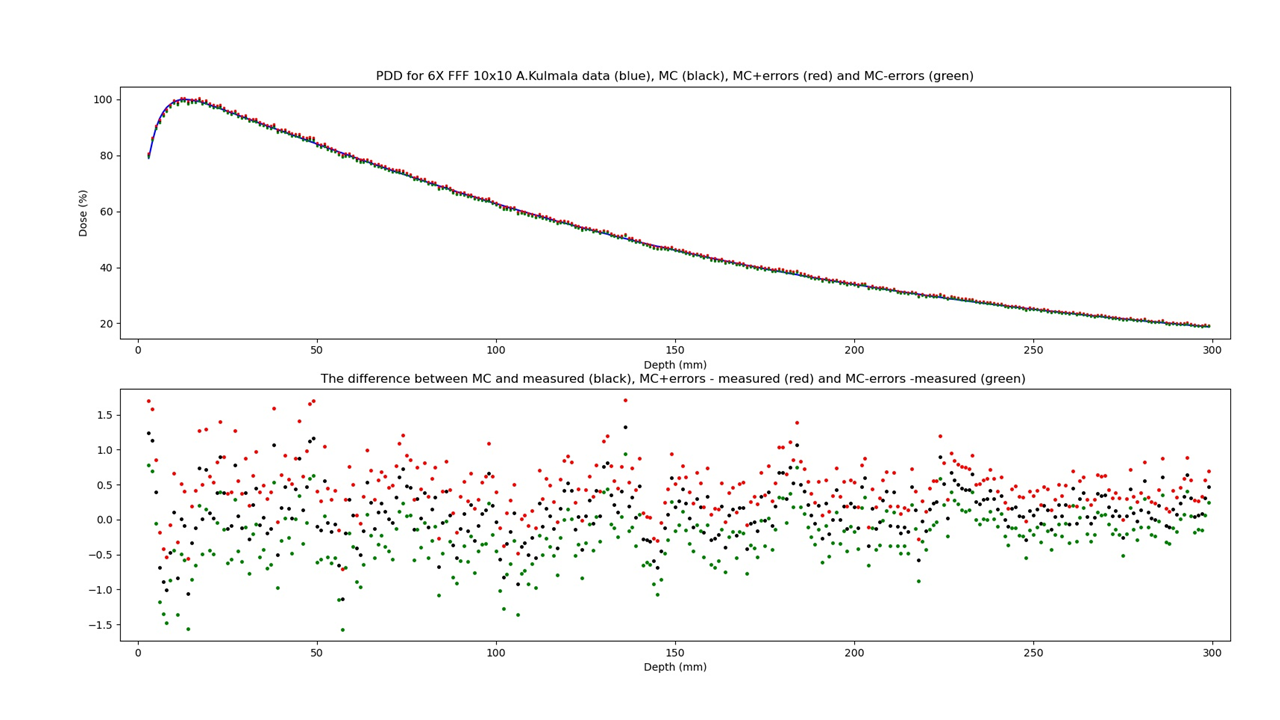 PDD for 6X FFF 10x10 A.Kulmala data (blue), MC (black), MC+errors (red) and MC-errors (green)
100
80
60
40
20
Dose (%)
0 50 100 150 200 250 300
Depth (mm)
The difference between MC and measured (black), MC+errors - measured (red) and MC-errors -measured (green)
1.5
1.0
0.5
0.0
−0.5
−1.0
−1.5
0 50 100 150 200 250 300
Depth (mm)